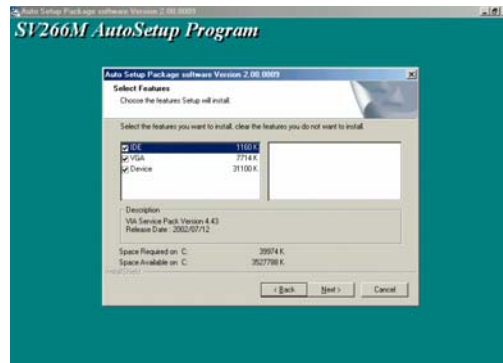 Auto Setup Package software Version 2.00.0009
SV266M AutoSetup Program
Auto Setup Package software Version 2.00.0009
Select Features
Choose the features Setup will install.
Select the features you want to install, clear the features you do not want to install.
IDE 1160 K
VGA 7714 K
Device 31100 K
Description
VIA Service Pack Version 4.43
Release Date : 2002/07/12
Space Required on C: 39974 K
Space Available on C: 3527788 K
InstallShield
< Back Next > Cancel